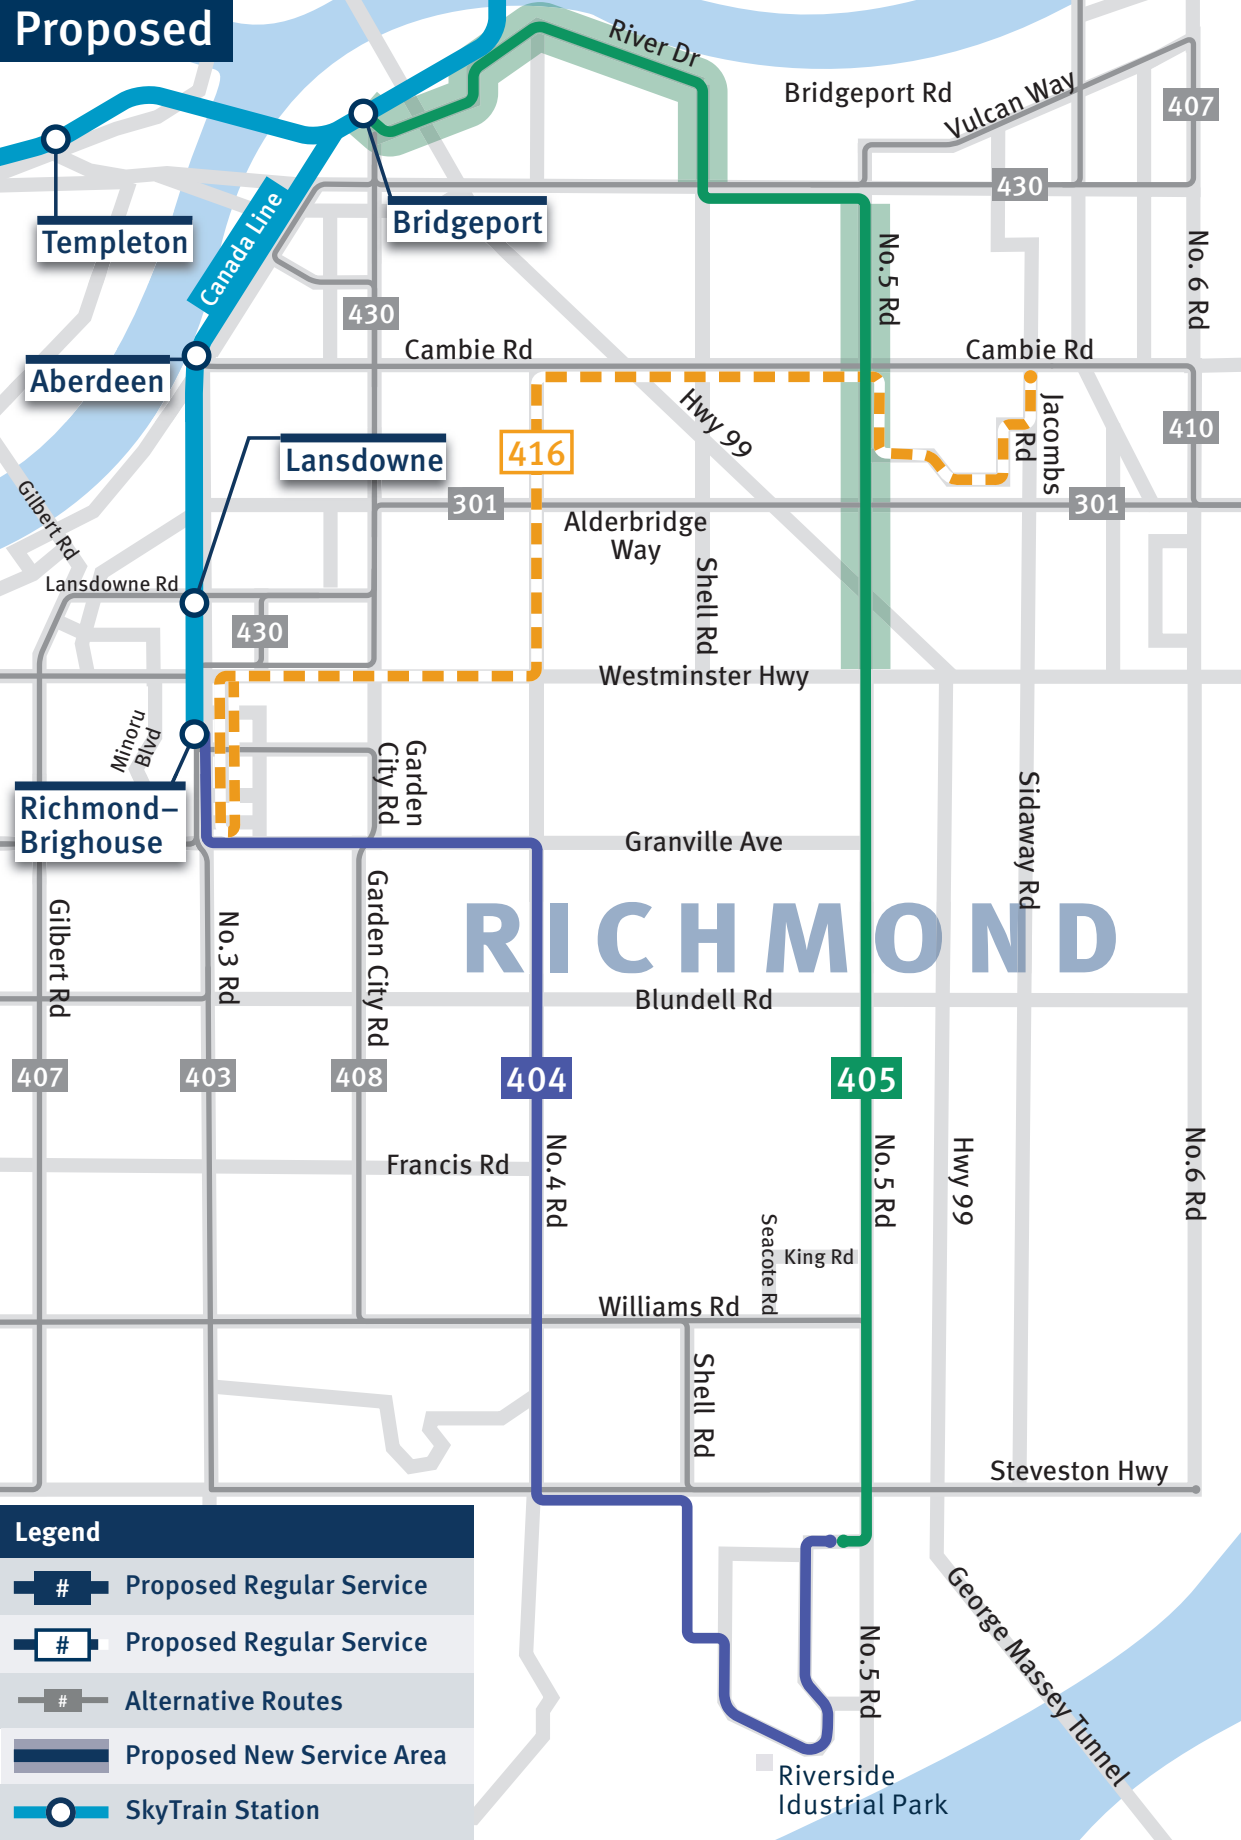 Proposed
River Dr
Bridgeport Rd
Vulcan Way
407
430
Templeton
Bridgeport
Canada Line
No.5 Rd
No. 6 Rd
430
Cambie Rd
Cambie Rd
Aberdeen
Hwy 99
Jacombs
Rd
410
416
Lansdowne
301
301
Gilbert Rd
Alderbridge
Way
Shell Rd
Lansdowne Rd
430
Westminster Hwy
Minoru
Blvd
Garden
City Rd
Richmond–
Brighouse
Sidaway Rd
Granville Ave
Gilbert Rd
No.3 Rd
Garden City Rd
RICHMOND
Blundell Rd
407
403
408
404
405
Francis Rd
No.4 Rd
No.5 Rd
Hwy 99
No.6 Rd
Seacote Rd
King Rd
Williams Rd
Shell Rd
Steveston Hwy
Legend
# Proposed Regular Service
# Proposed Regular Service
# Alternative Routes
Proposed New Service Area
SkyTrain Station
George Massey Tunnel
No.5 Rd
Riverside
Idustrial Park